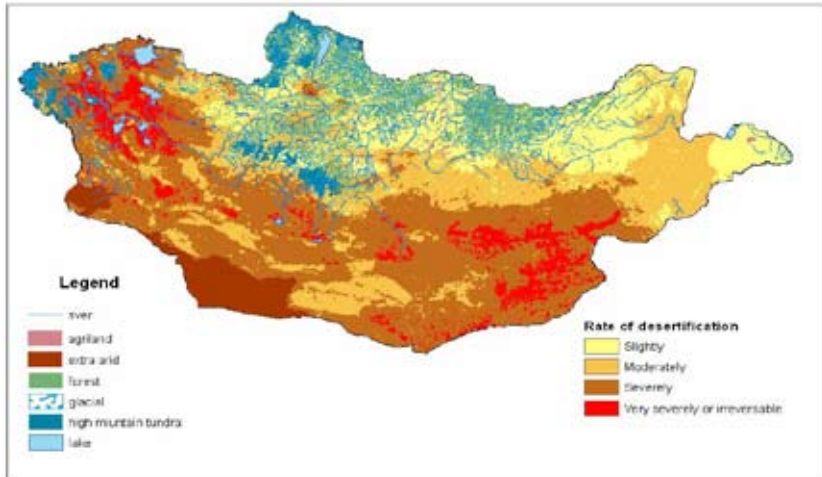 Legend
river
agriland
extra arid
forest
glacial
high miuntain tundra
lake
Rate of desertification
Slightly
Moderately
Severely
Very severely or irreversable